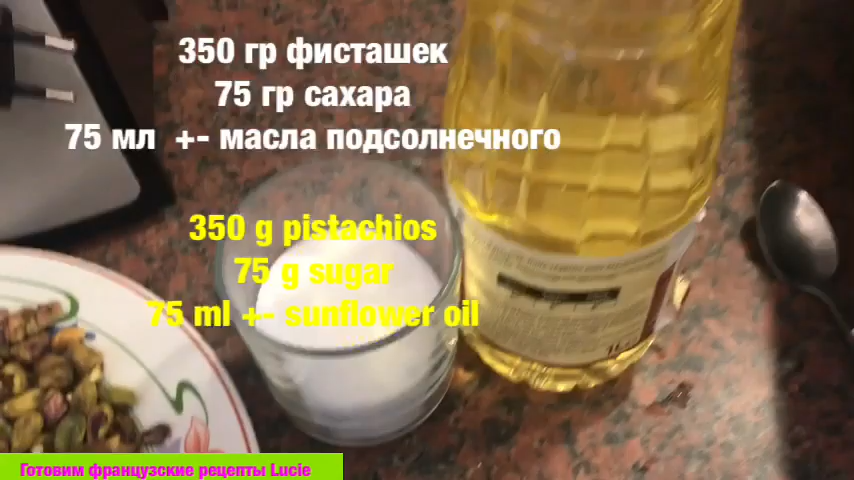 350 гр фисташек
75 гр сахара
75 мл +- масла подсолнечного
350 g pistachios
75 g sugar
75 ml +- sunflower oil
Готовим французские рецепты Lucie